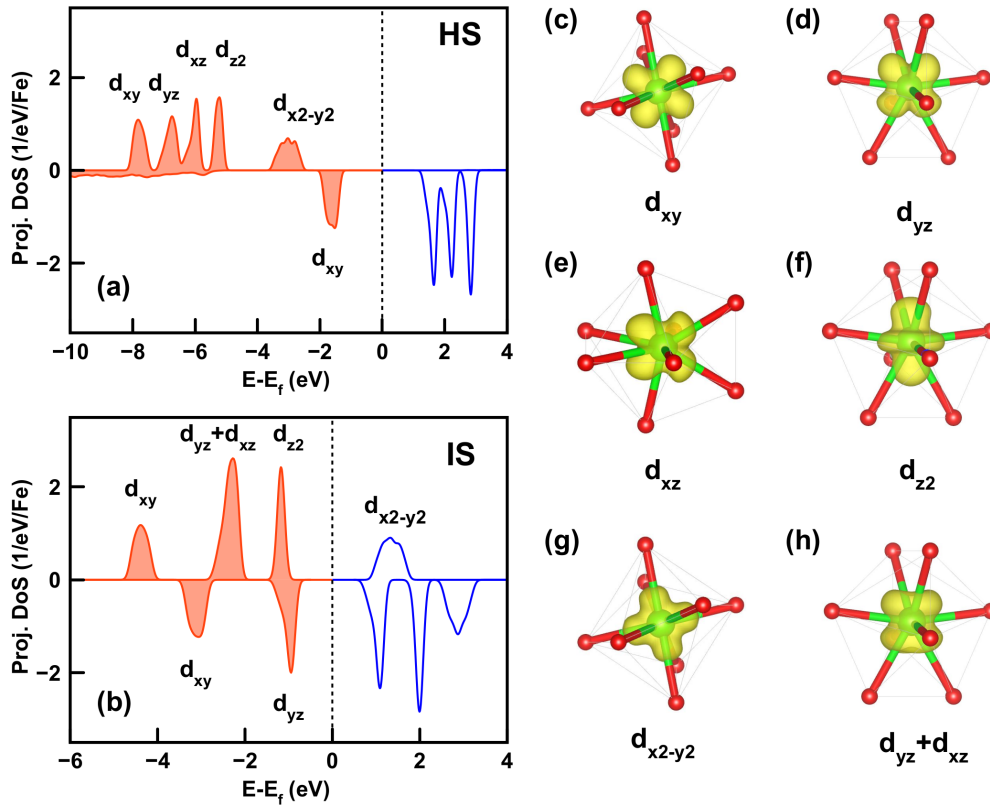 (a)
HS
Proj. DoS (1/eV/Fe)
2
0
−2
d_xy
d_yz
d_xz
d_z2
d_x2-y2
d_xy
−10 −8 −6 −4 −2 0 2 4
E-E_f (eV)
(b)
IS
Proj. DoS (1/eV/Fe)
2
0
−2
d_xy
d_yz+d_xz
d_z2
d_x2-y2
d_xy
d_yz
−6 −4 −2 0 2 4
E-E_f (eV)
(c)
d_xy
(d)
d_yz
(e)
d_xz
(f)
d_z2
(g)
d_x2-y2
(h)
d_yz+d_xz